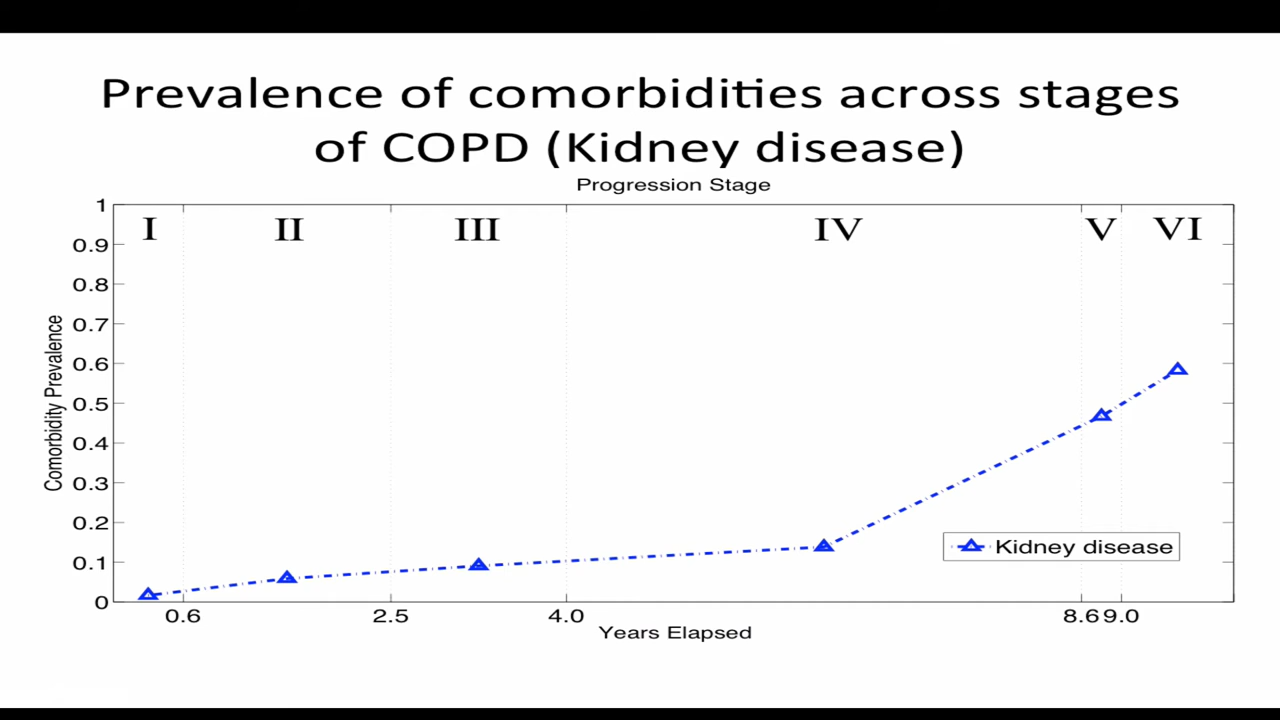 Prevalence of comorbidities across stages
of COPD (Kidney disease)
Progression Stage
I II III IV V VI
1
0.9
0.8
0.7
0.6
0.5
0.4
0.3
0.2
0.1
0
Comorbidity Prevalence
Kidney disease
0.6 2.5 4.0 8.69.0
Years Elapsed